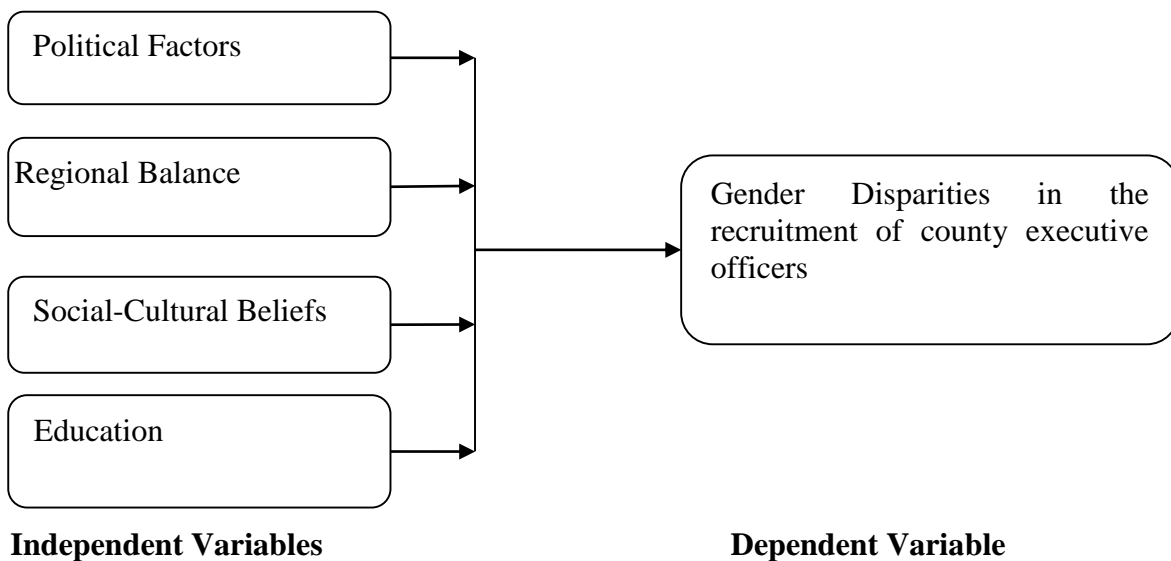 Political Factors
Regional Balance
Social-Cultural Beliefs
Education
Gender Disparities in the
recruitment of county executive
officers
Independent Variables
Dependent Variable